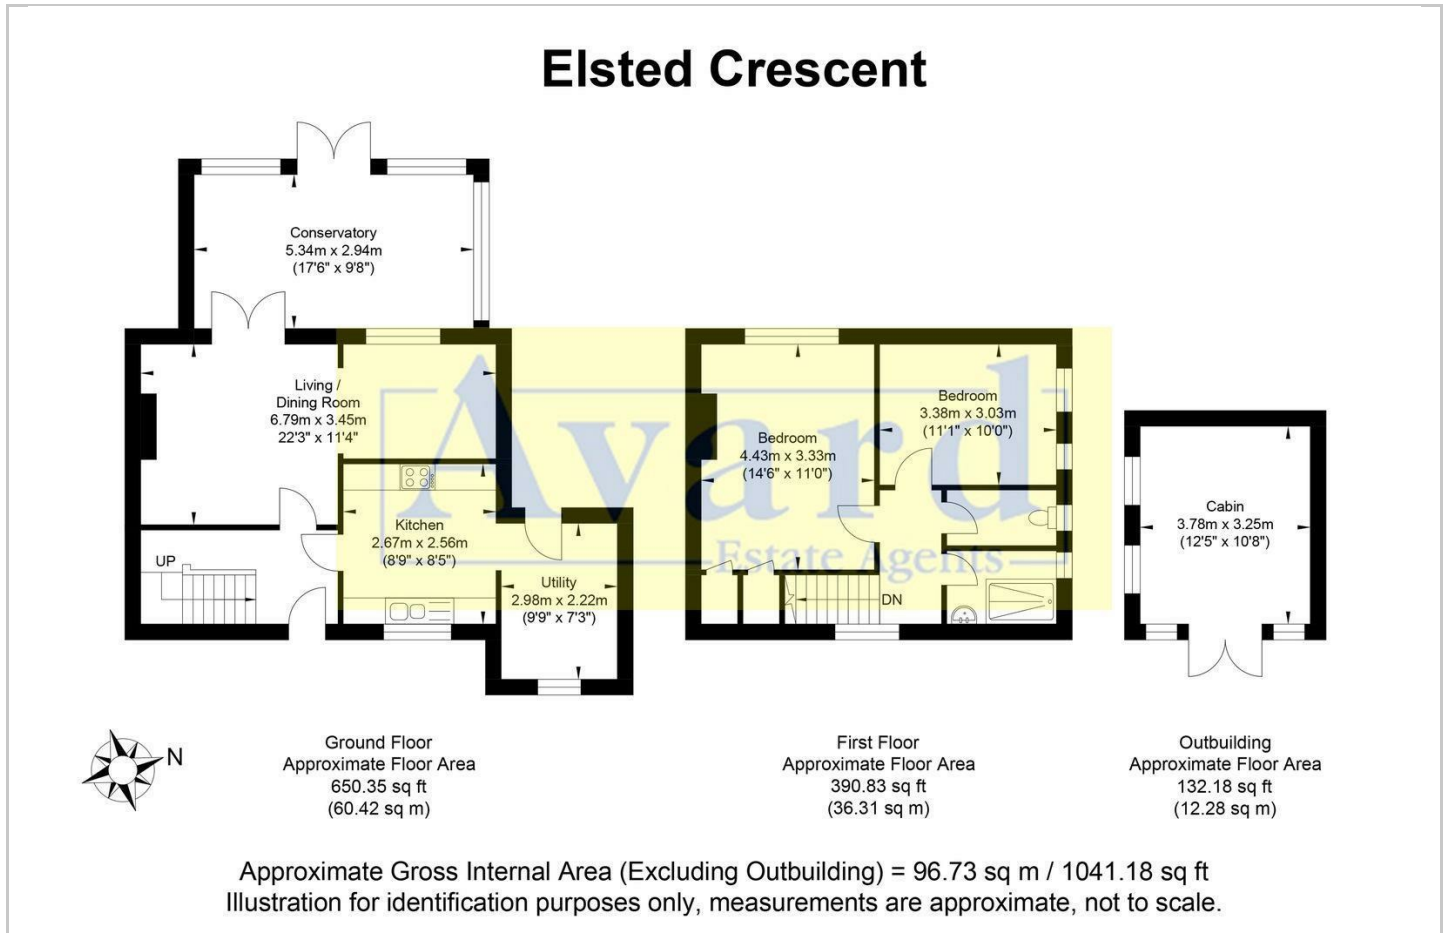 Elsted Crescent
Conservatory
5.34m x 2.94m
(17'6" x 9'8")
Living /
Dining Room
6.79m x 3.45m
22'3" x 11'4"
Kitchen
2.67m x 2.56m
(8'9" x 8'5")
UP
Utility
2.98m x 2.22m
(9'9" x 7'3")
Bedroom
4.43m x 3.33m
(14'6" x 11'0")
Bedroom
3.38m x 3.03m
(11'1" x 10'0")
DN
Cabin
3.78m x 3.25m
(12'5" x 10'8")
Avard
Estate Agents
N
Ground Floor
Approximate Floor Area
650.35 sq ft
(60.42 sq m)
First Floor
Approximate Floor Area
390.83 sq ft
(36.31 sq m)
Outbuilding
Approximate Floor Area
132.18 sq ft
(12.28 sq m)
Approximate Gross Internal Area (Excluding Outbuilding) = 96.73 sq m / 1041.18 sq ft
Illustration for identification purposes only, measurements are approximate, not to scale.